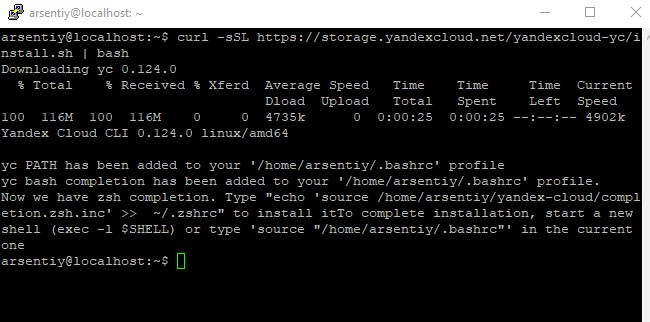 arsentiy@localhost: ~
arsentiy@localhost:~$ curl -sSL https://storage.yandexcloud.net/yandexcloud-yc/i
nstall.sh | bash
Downloading yc 0.124.0
  % Total    % Received % Xferd  Average Speed   Time    Time     Time  Current
                                 Dload  Upload   Total   Spent    Left  Speed
100  116M  100  116M    0     0  4735k      0  0:00:25  0:00:25 --:--:-- 4902k
Yandex Cloud CLI 0.124.0 linux/amd64
yc PATH has been added to your '/home/arsentiy/.bashrc' profile
yc bash completion has been added to your '/home/arsentiy/.bashrc' profile.
Now we have zsh completion. Type "echo 'source /home/arsentiy/yandex-cloud/compl
etion.zsh.inc' >>  ~/.zshrc" to install itTo complete installation, start a new
shell (exec -l $SHELL) or type 'source "/home/arsentiy/.bashrc"' in the current
one
arsentiy@localhost:~$